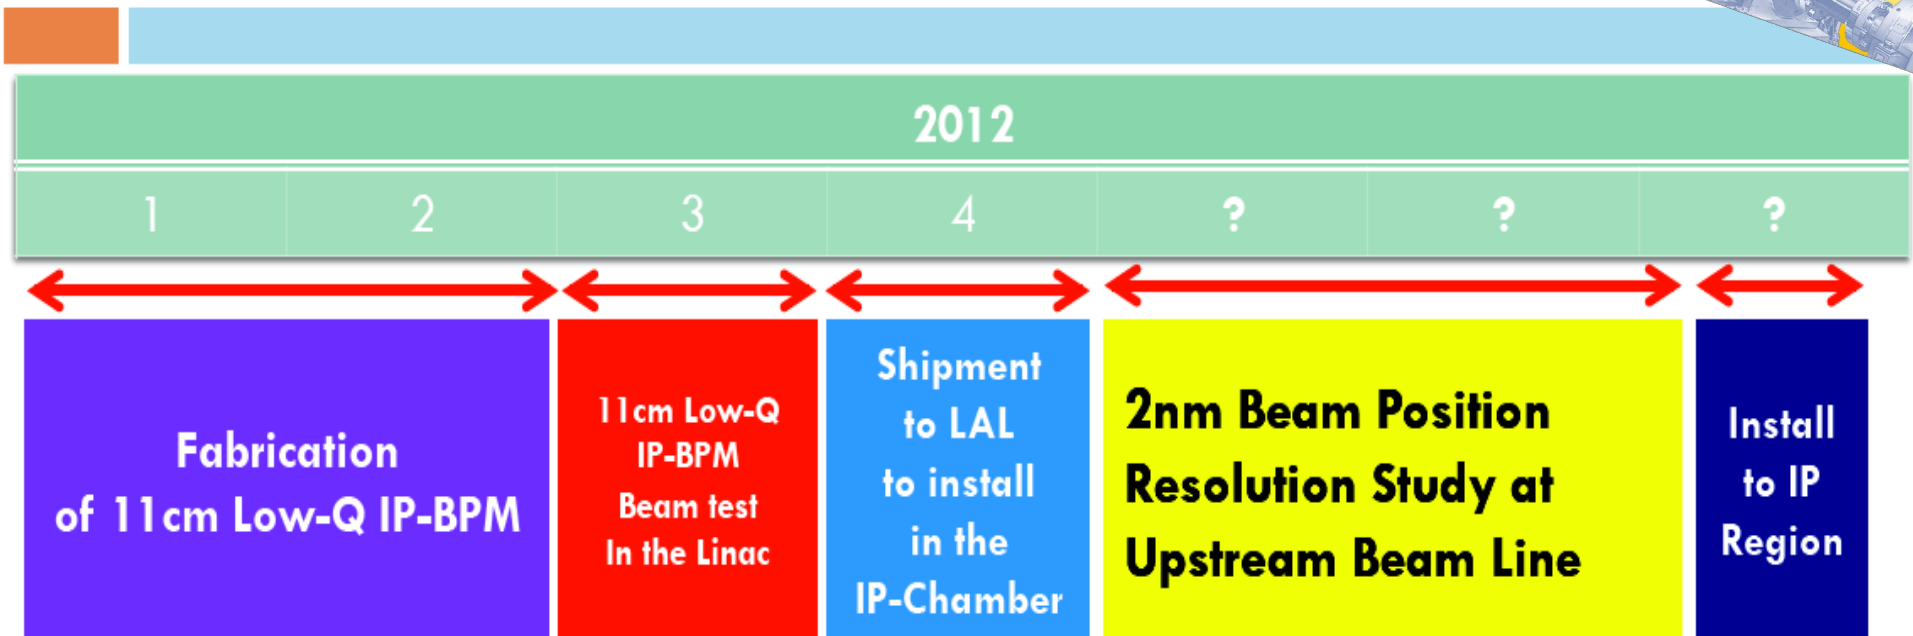 2012
1 2 3 4 ? ? ?
Fabrication
of 11cm Low-Q IP-BPM
11cm Low-Q
IP-BPM
Beam test
In the Linac
Shipment
to LAL
to install
in the
IP-Chamber
2nm Beam Position
Resolution Study at
Upstream Beam Line
Install
to IP
Region